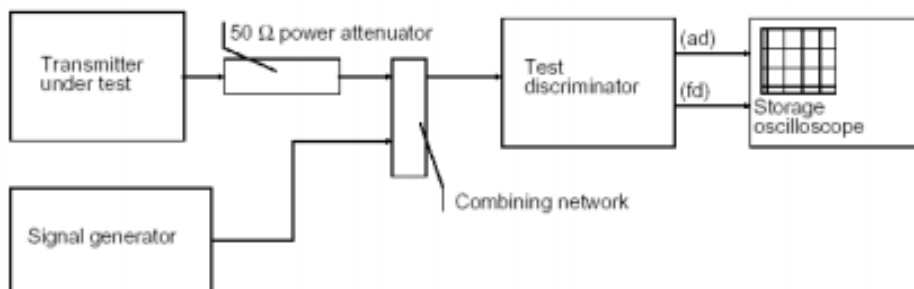 50 Ω power attenuator
Transmitter
under test
Test
discriminator
(ad)
(fd)
Storage
oscilloscope
Combining network
Signal generator